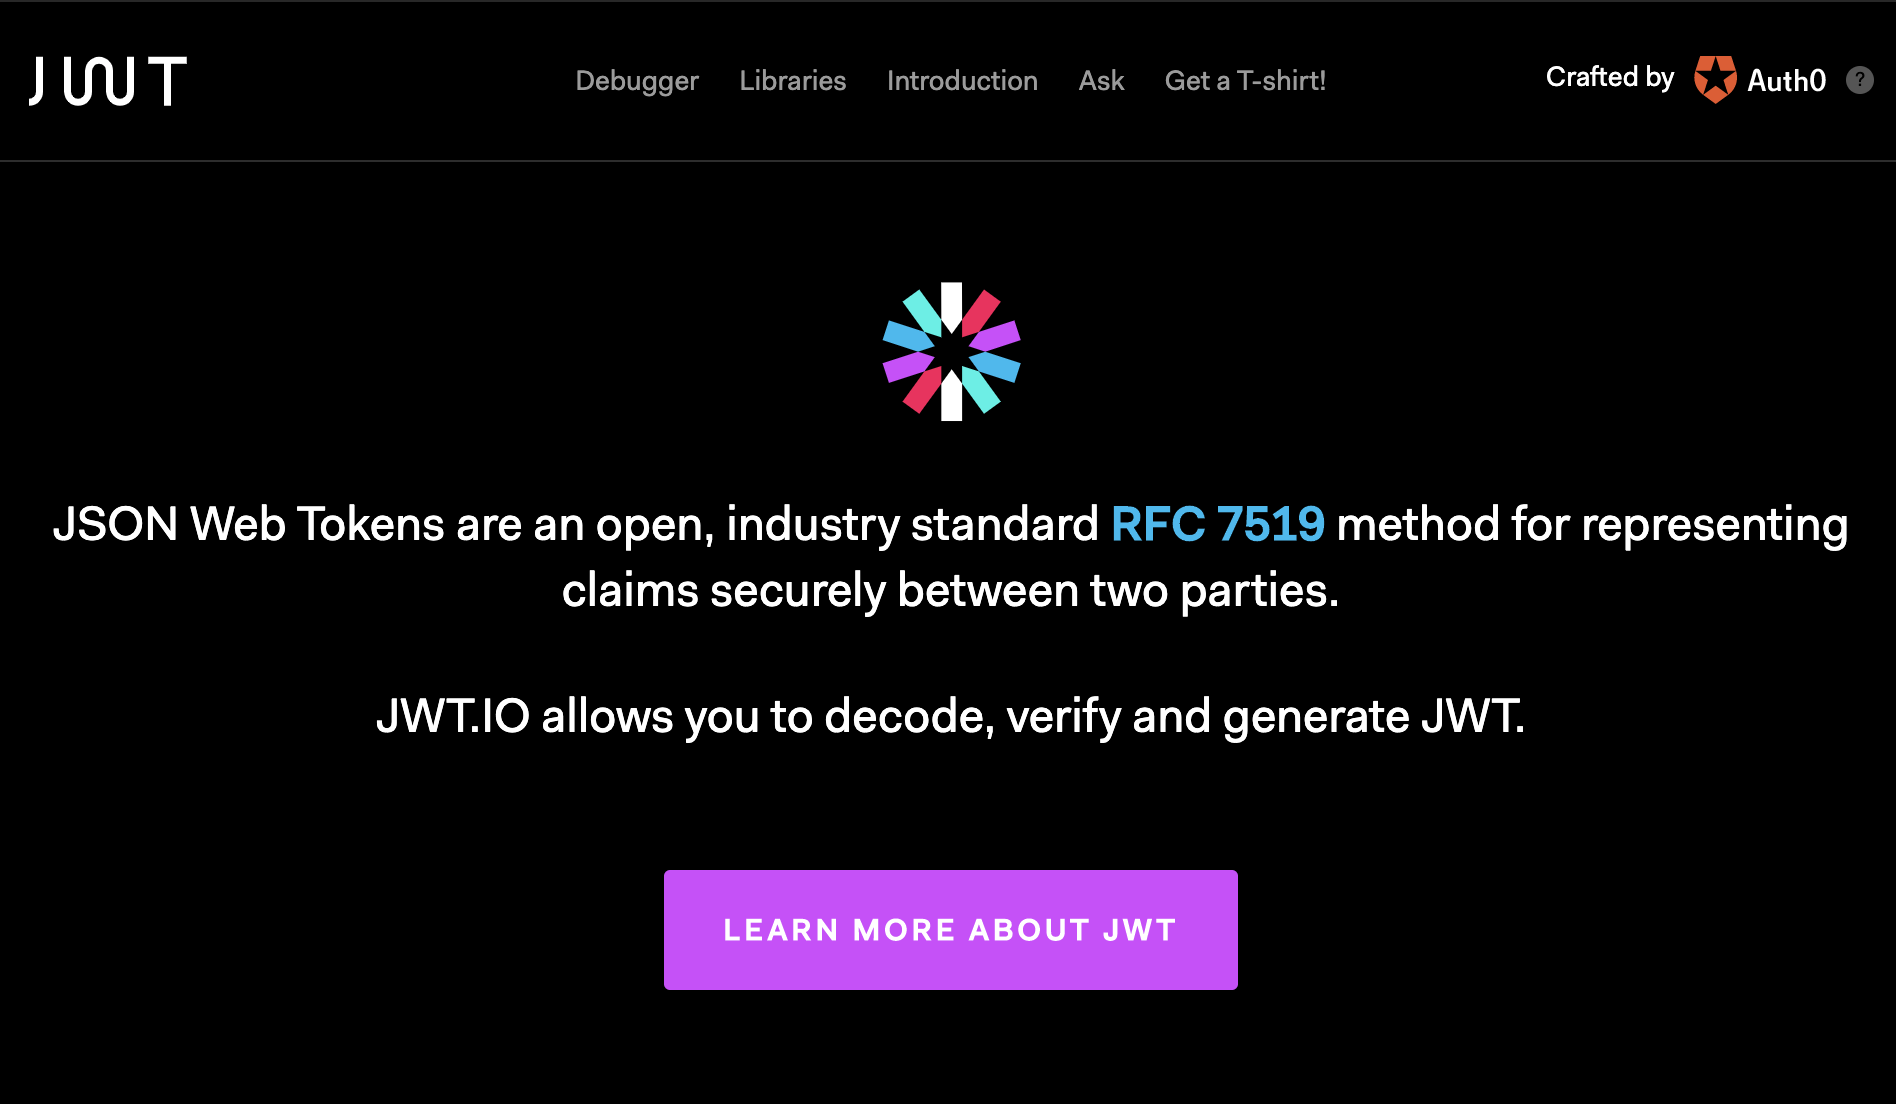 JWT
Debugger Libraries Introduction Ask Get a T-shirt!
Crafted by Auth0 ?
JSON Web Tokens are an open, industry standard RFC 7519 method for representing
claims securely between two parties.
JWT.IO allows you to decode, verify and generate JWT.
LEARN MORE ABOUT JWT